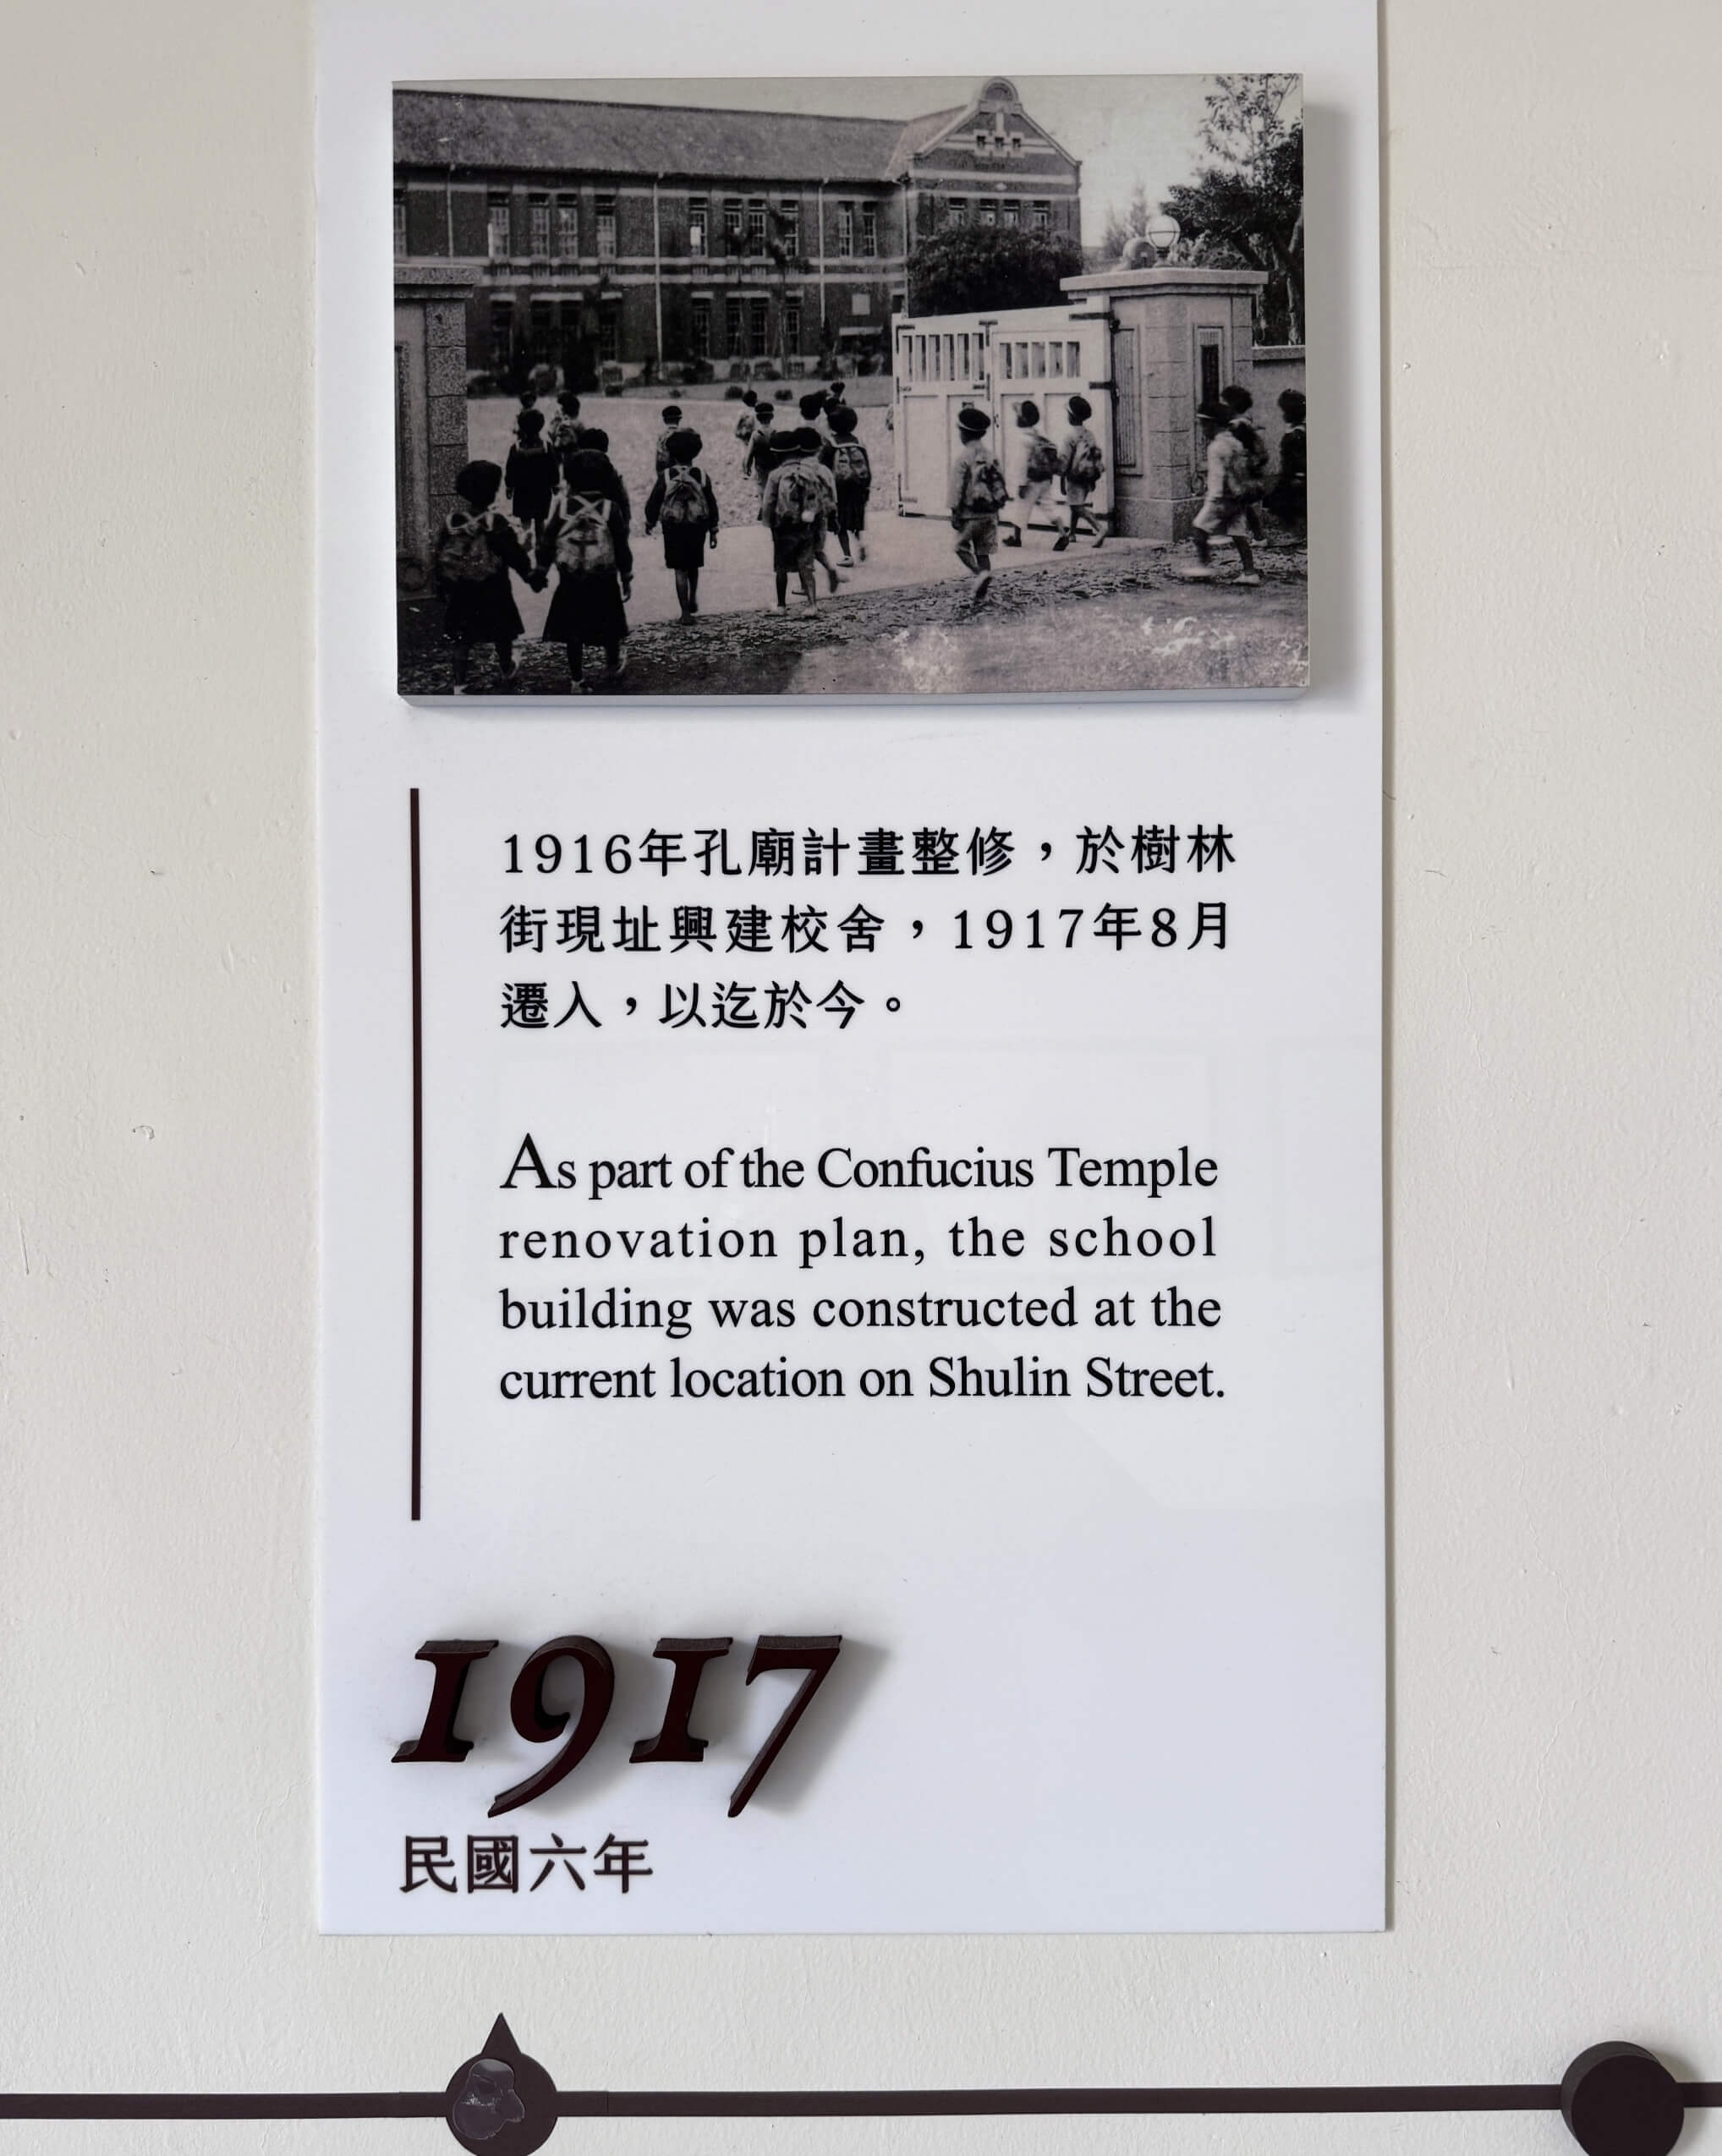 1916年孔廟計畫整修，於樹林
街現址興建校舍，1917年8月
遷入，以迄於今。
As part of the Confucius Temple
renovation plan, the school
building was constructed at the
current location on Shulin Street.
1917
民國六年